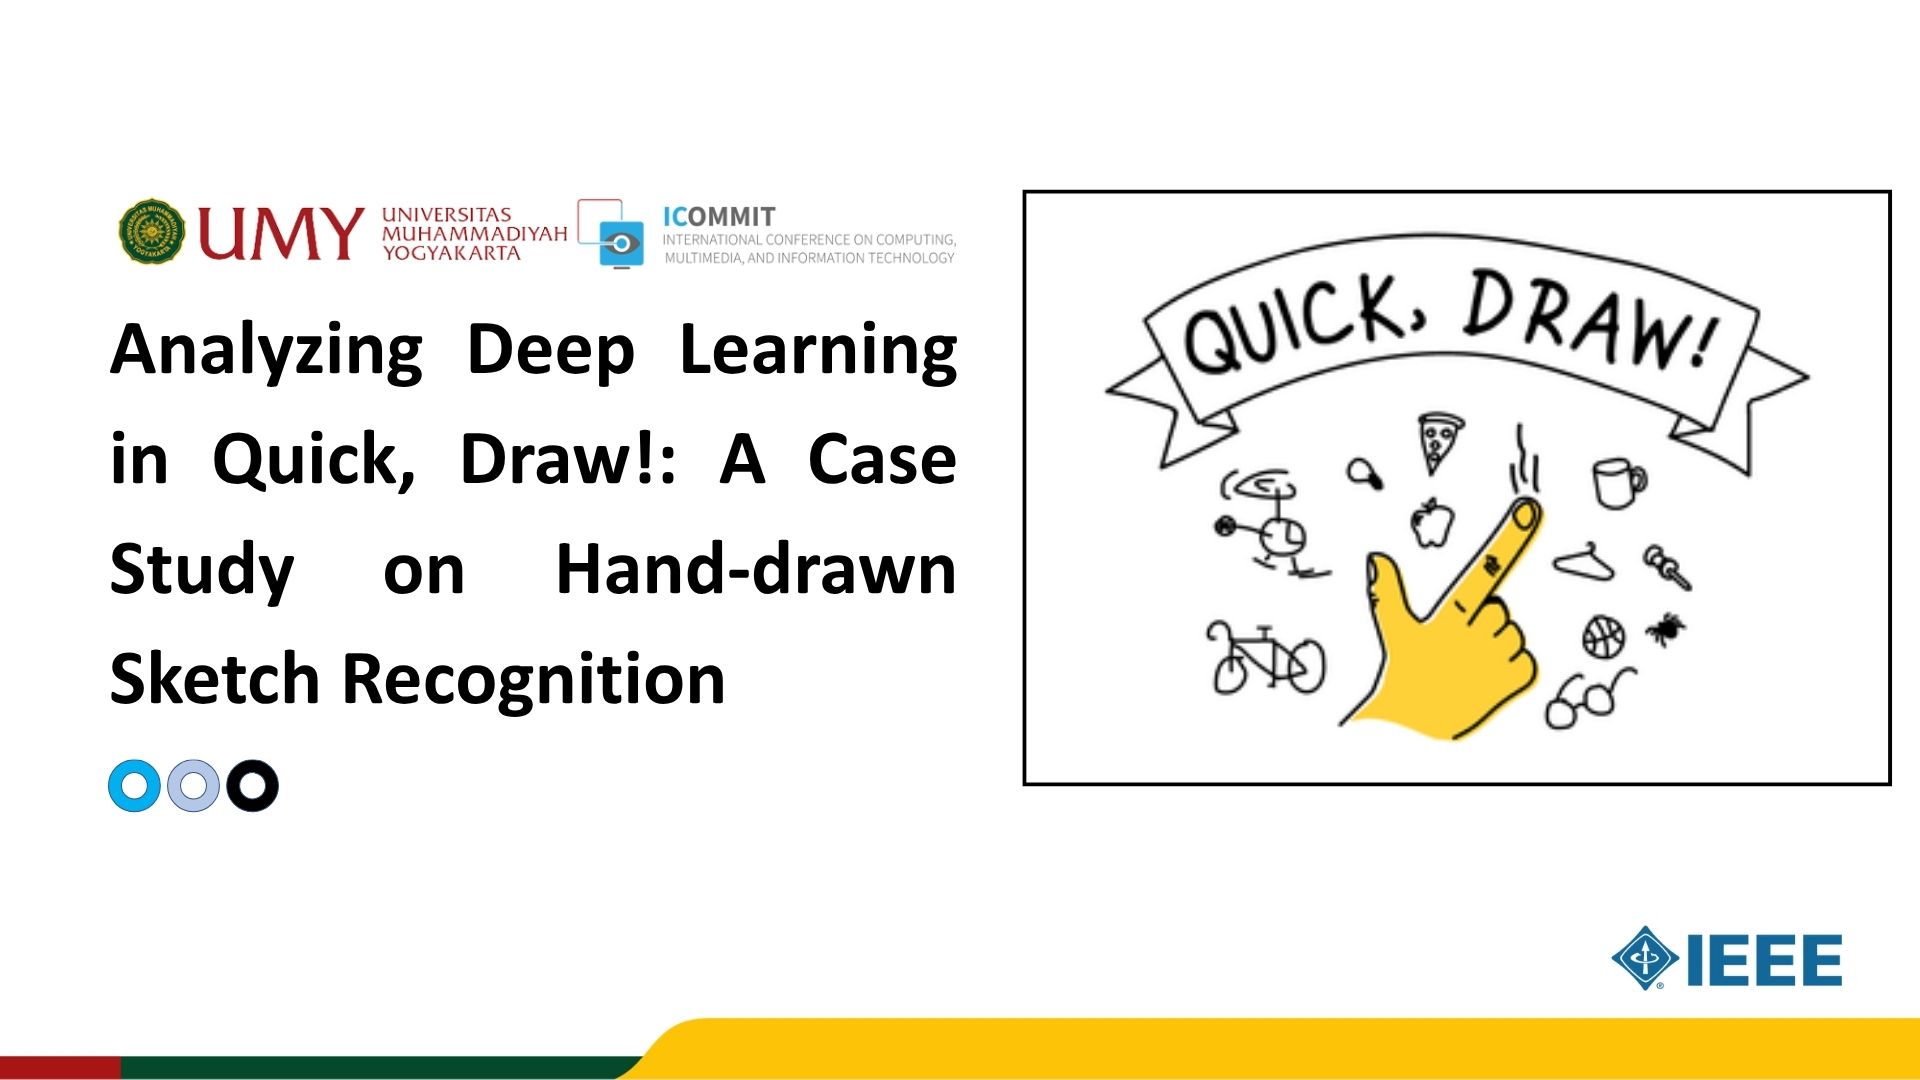 UMY
UNIVERSITAS
MUHAMMADIYAH
YOGYAKARTA
ICOMMIT
INTERNATIONAL CONFERENCE ON COMPUTING,
MULTIMEDIA, AND INFORMATION TECHNOLOGY
Analyzing Deep Learning
in Quick, Draw!: A Case
Study on Hand-drawn
Sketch Recognition
QUICK, DRAW!
IEEE
®